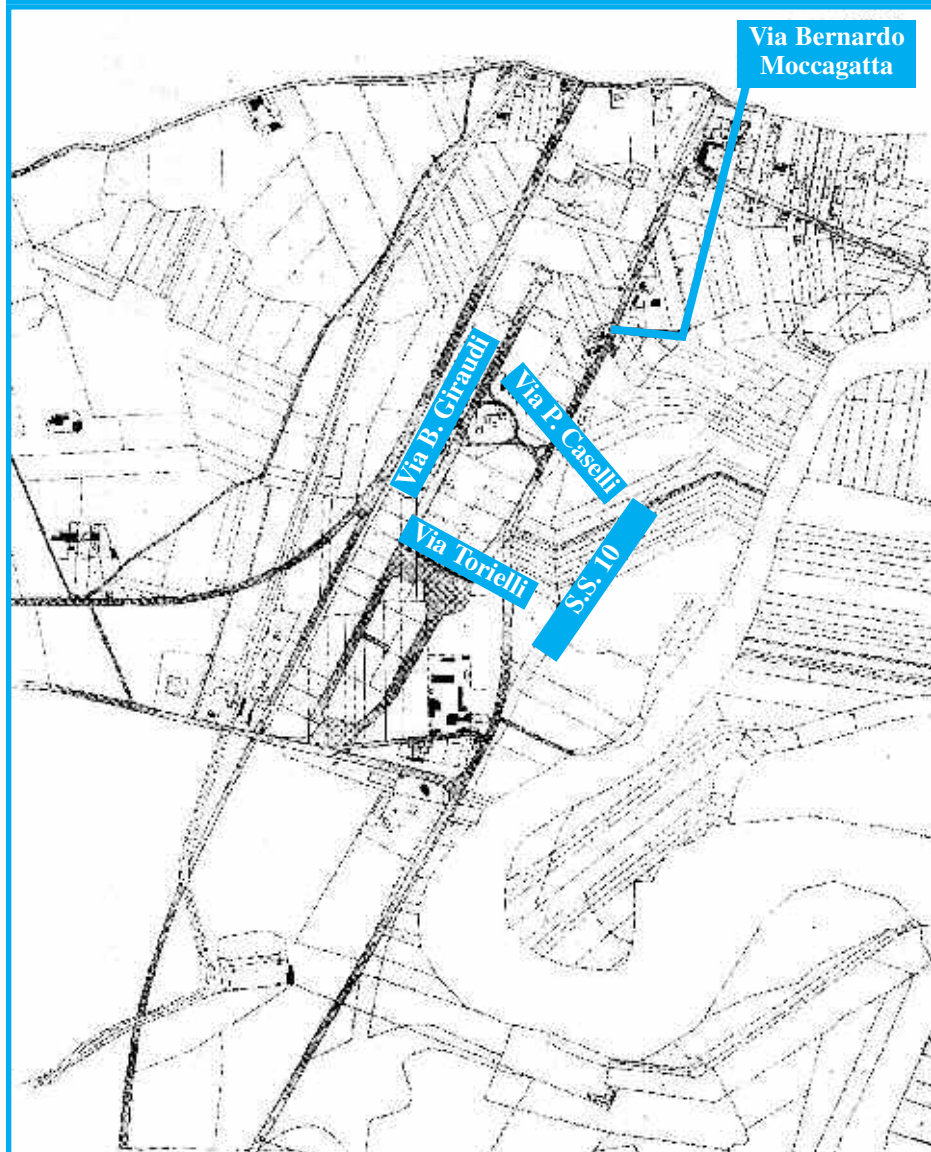 Via Bernardo
Moccagatta
Via B. Giraudi
Via P. Caselli
Via Torielli
S.S. 10